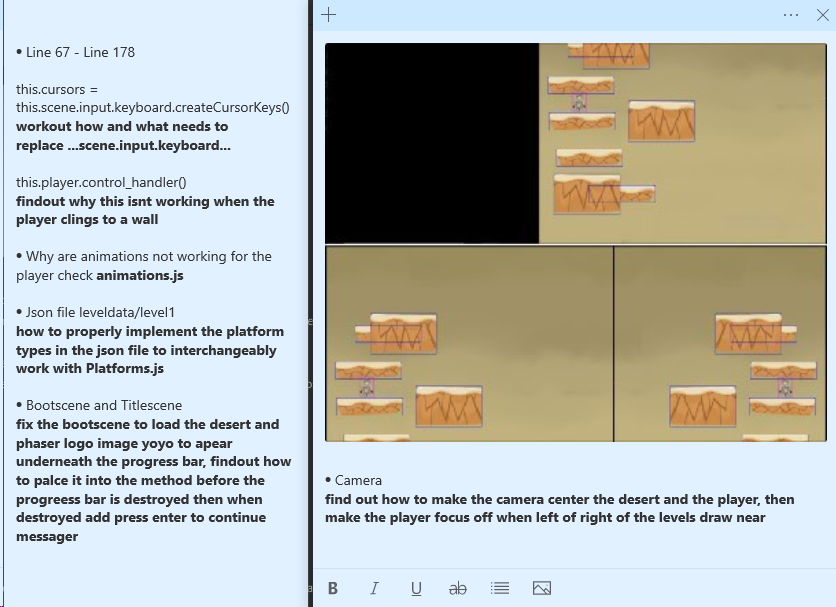 • Line 67 - Line 178
this.cursors =
this.scene.input.keyboard.createCursorKeys()
workout how and what needs to
replace ...scene.input.keyboard...
this.player.control_handler()
findout why this isnt working when the
player clings to a wall
• Why are animations not working for the
player check animations.js
• Json file leveldata/level1
how to properly implement the platform
types in the json file to interchangeably
work with Platforms.js
• Bootscene and Titlescene
fix the bootscene to load the desert and
phaser logo image yoyo to apear
underneath the progress bar, findout how
to palce it into the method before the
progreess bar is destroyed then when
destroyed add press enter to continue
messager
• Camera
find out how to make the camera center the desert and the player, then
make the player focus off when left of right of the levels draw near
B I U ab